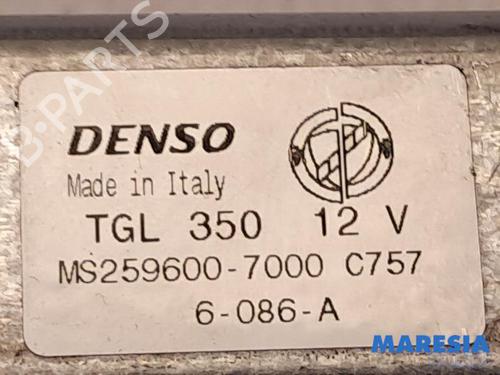 B-PARTS
DENSO
Made in Italy
TGL 350 12 V
MS259600-7000 C757
6-086-A
MARESIA